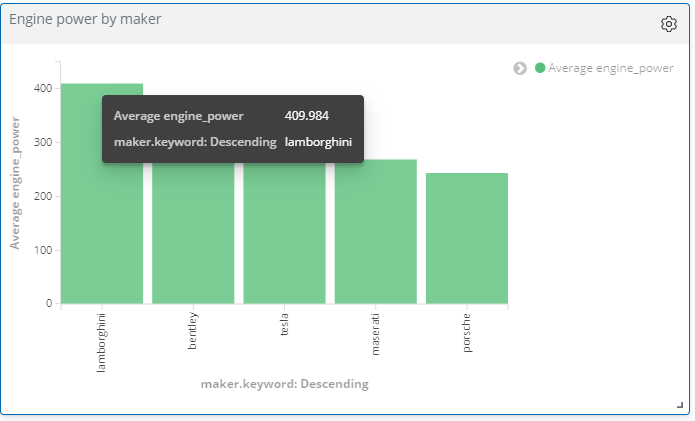 Engine power by maker
Average engine_power
400
300
200
100
0
Average engine_power
Average engine_power 409.984
maker.keyword: Descending lamborghini
lamborghini
bentley
tesla
maserati
porsche
maker.keyword: Descending